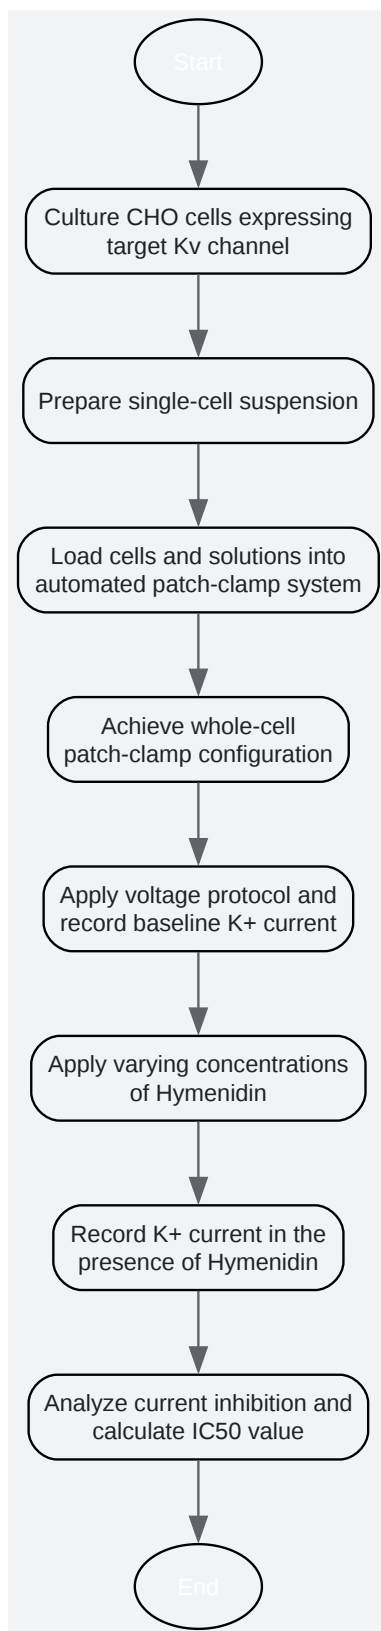 Start
Culture CHO cells expressing
target Kv channel
Prepare single-cell suspension
Load cells and solutions into
automated patch-clamp system
Achieve whole-cell
patch-clamp configuration
Apply voltage protocol and
record baseline K+ current
Apply varying concentrations
of Hymenidin
Record K+ current in the
presence of Hymenidin
Analyze current inhibition and
calculate IC50 value
End